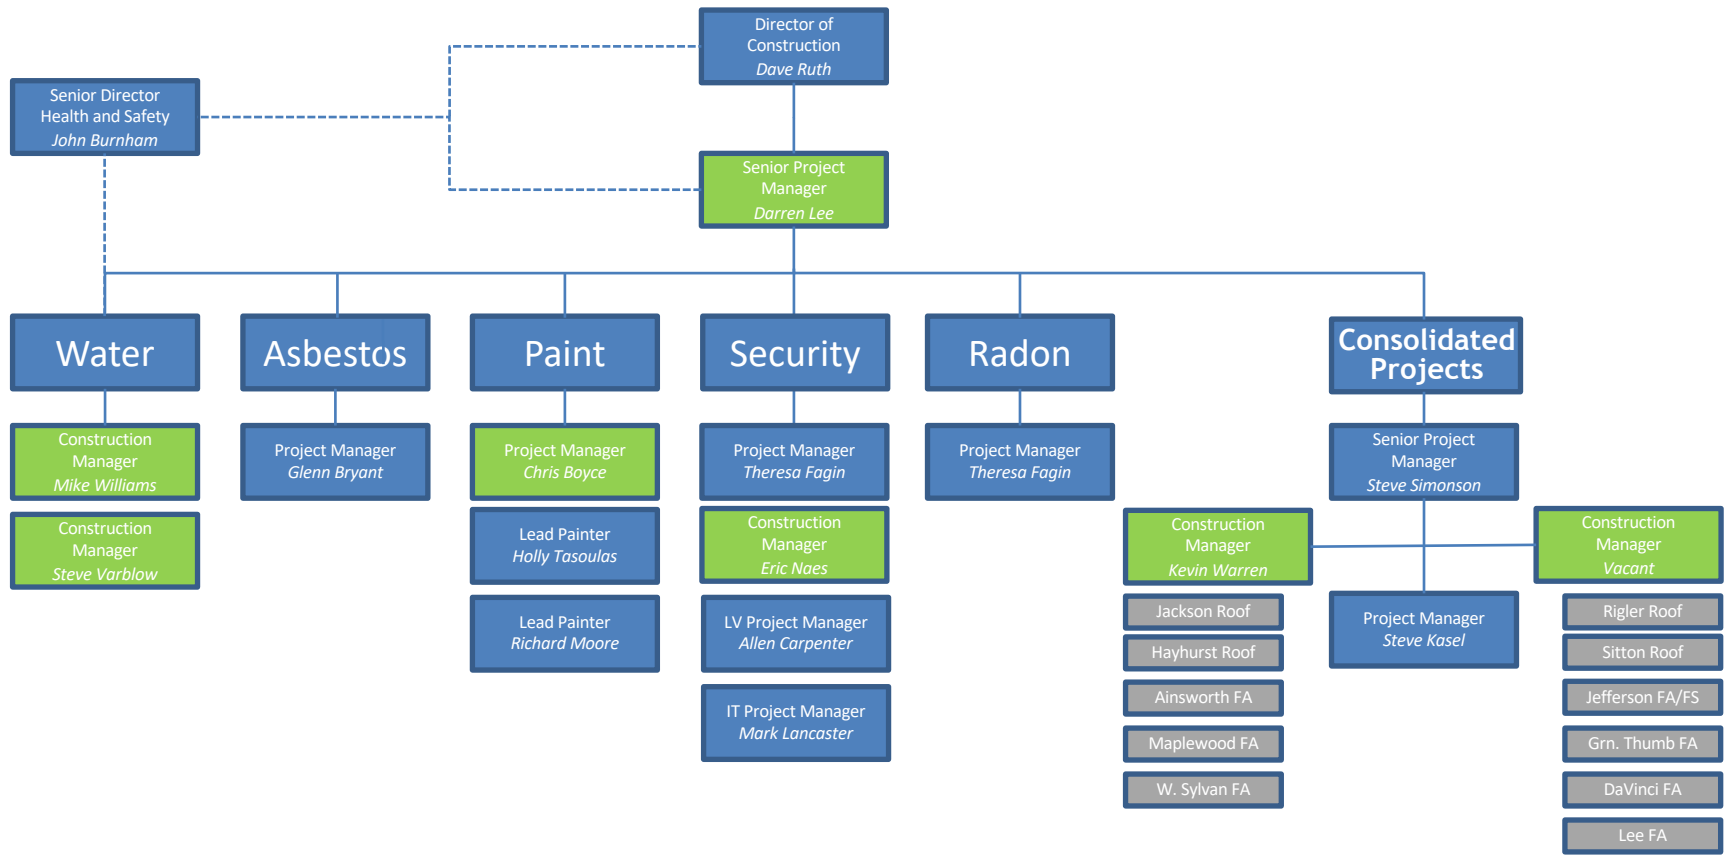 Director of
Construction
Dave Ruth
Senior Director
Health and Safety
John Burnham
Senior Project
Manager
Darren Lee
Water
Asbestos
Paint
Security
Radon
Consolidated
Projects
Construction
Manager
Mike Williams
Construction
Manager
Steve Varblow
Project Manager
Glenn Bryant
Project Manager
Chris Boyce
Lead Painter
Holly Tasoulas
Lead Painter
Richard Moore
Project Manager
Theresa Fagin
Construction
Manager
Eric Naes
LV Project Manager
Allen Carpenter
IT Project Manager
Mark Lancaster
Project Manager
Theresa Fagin
Senior Project
Manager
Steve Simonson
Construction
Manager
Kevin Warren
Jackson Roof
Hayhurst Roof
Ainsworth FA
Maplewood FA
W. Sylvan FA
Project Manager
Steve Kasel
Construction
Manager
Vacant
Rigler Roof
Sitton Roof
Jefferson FA/FS
Grn. Thumb FA
DaVinci FA
Lee FA